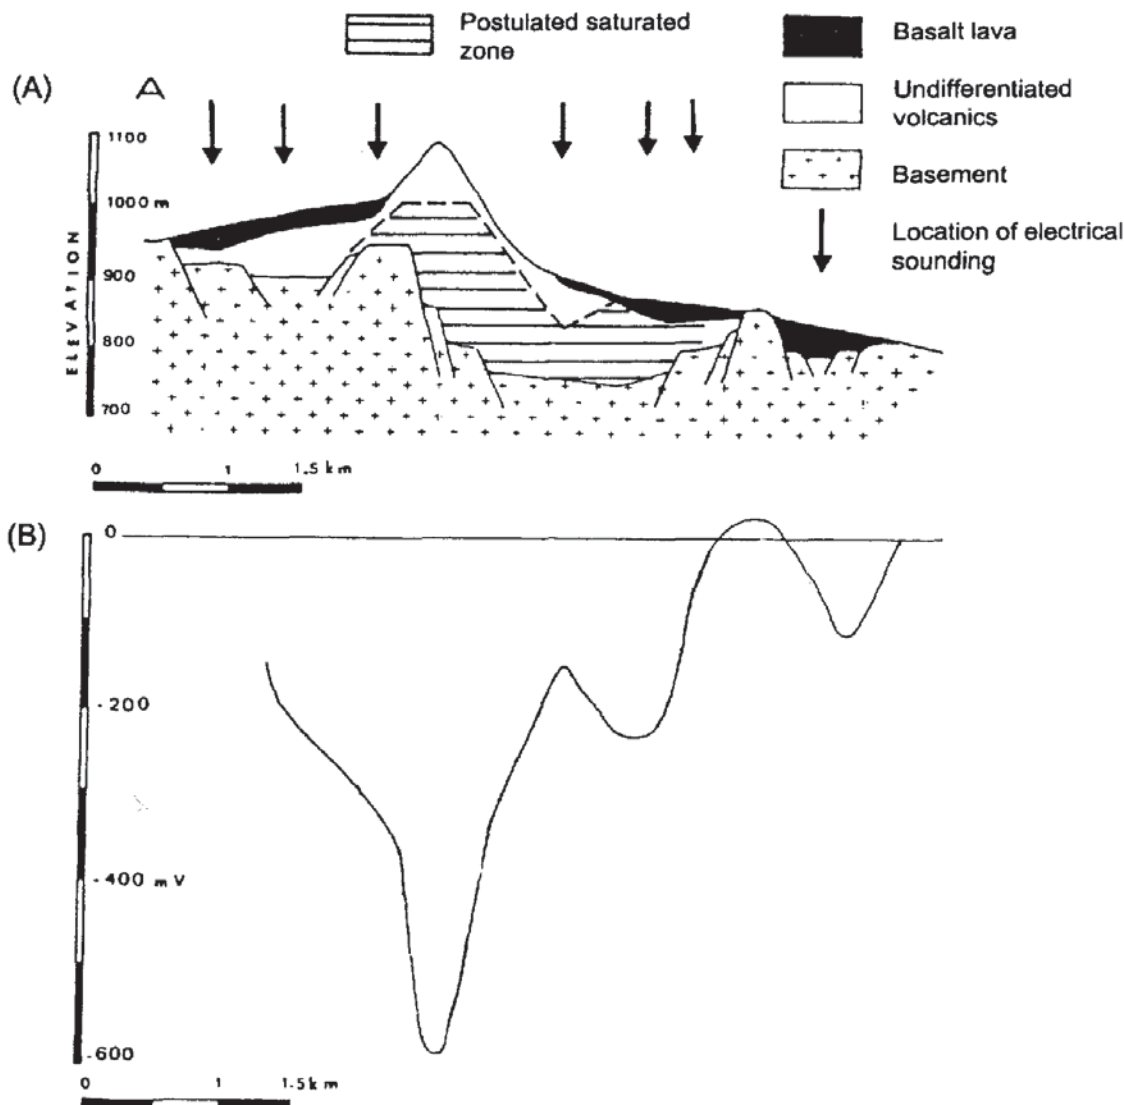 Postulated saturated
zone
Basalt lava
(A)
A
Undifferentiated
volcanics
1100
Basement
1000 m
ELEVATION
Location of electrical
sounding
900
800
700
0 1 1.5 km
(B)
0
-200
-400 mV
-600
0 1 1.5 km